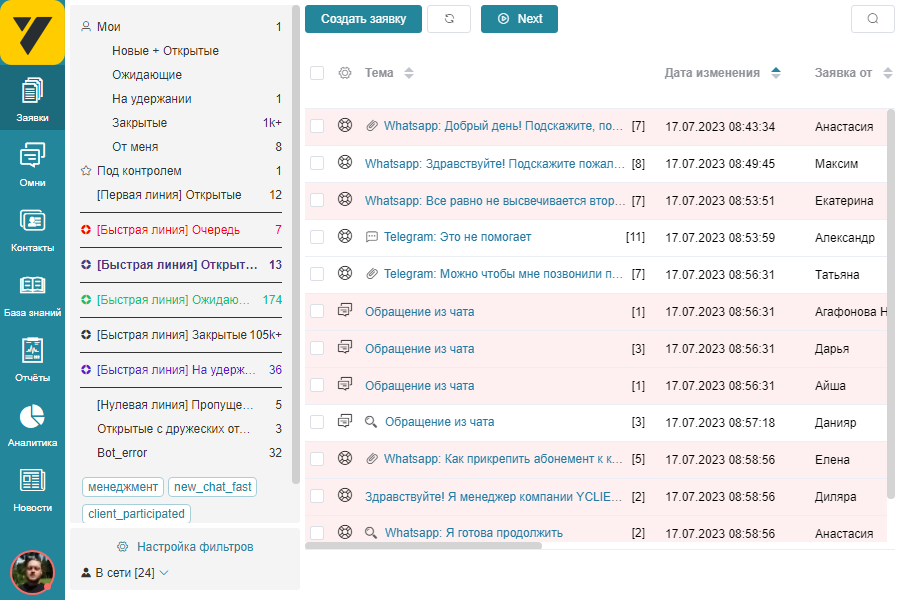 Заявки
Омни
Контакты
База знаний
Отчёты
Аналитика
Новости
Мои 1
Новые + Открытые
Ожидающие
На удержании 1
Закрытые 1k+
От меня 8
Под контролем 1
[Первая линия] Открытые 12
[Быстрая линия] Очередь 7
[Быстрая линия] Открыт... 13
[Быстрая линия] Ожидаю... 174
[Быстрая линия] Закрытые 105k+
[Быстрая линия] На удерж... 36
[Нулевая линия] Пропуще... 5
Открытые с дружеских от... 3
Bot_error 32
менеджмент new_chat_fast
client_participated
Настройка фильтров
В сети [24]
Создать заявку Next
Тема Дата изменения Заявка от
Whatsapp: Добрый день! Подскажите, по... [7] 17.07.2023 08:43:34 Анастасия
Whatsapp: Здравствуйте! Подскажите пожал... [8] 17.07.2023 08:49:45 Максим
Whatsapp: Все равно не высвечивается втор... [7] 17.07.2023 08:53:51 Екатерина
Telegram: Это не помогает [11] 17.07.2023 08:53:59 Александр
Telegram: Можно чтобы мне позвонили п... [7] 17.07.2023 08:56:31 Татьяна
Обращение из чата [1] 17.07.2023 08:56:31 Агафонова Н
Обращение из чата [3] 17.07.2023 08:56:31 Дарья
Обращение из чата [1] 17.07.2023 08:56:31 Айша
Обращение из чата [3] 17.07.2023 08:57:18 Данияр
Whatsapp: Как прикрепить абонемент к к... [5] 17.07.2023 08:58:56 Елена
Здравствуйте! Я менеджер компании YCLIE... [2] 17.07.2023 08:58:56 Диляра
Whatsapp: Я готова продолжить [2] 17.07.2023 08:58:56 Анастасия